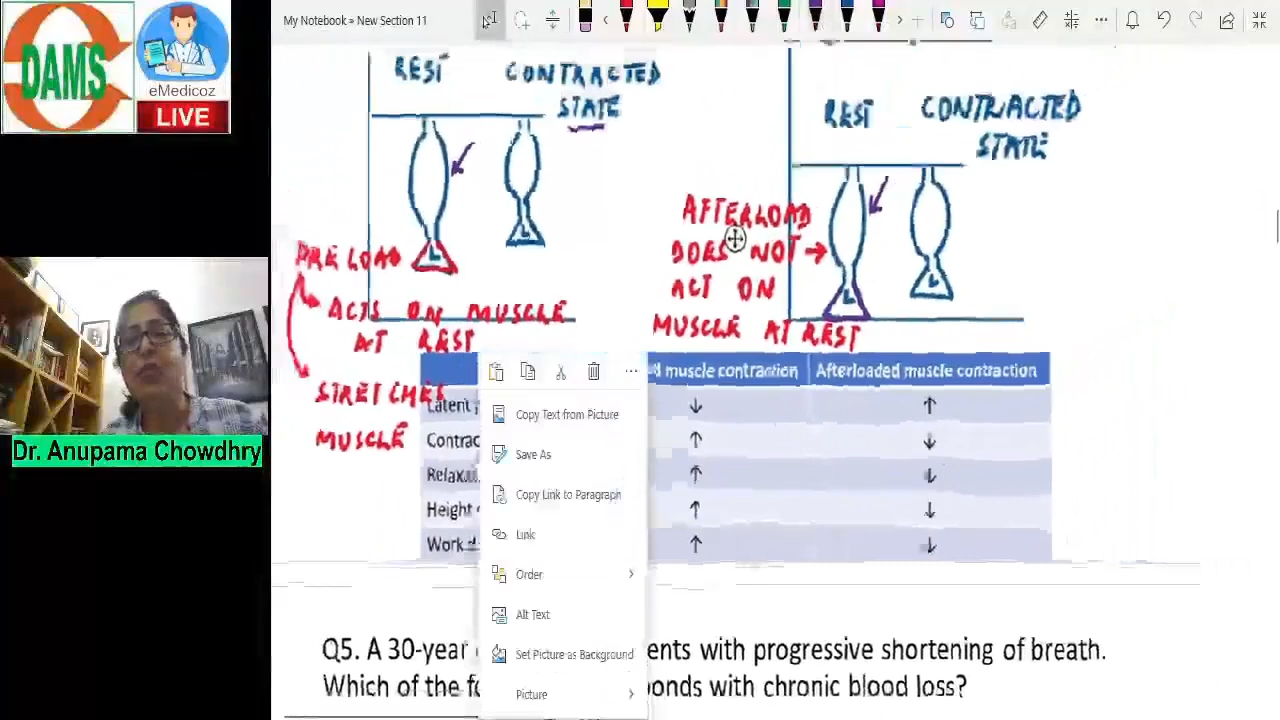 DAMS
eMedicoz
LIVE
Dr. Anupama Chowdhry
My Notebook » New Section 11
REST CONTRACTED
STATE
PRE LOAD
ACTS ON MUSCLE
AT REST
STRETCHES
MUSCLE
L L
REST CONTRACTED
STATE
AFTERLOAD
DOES NOT
ACT ON
MUSCLE AT REST
L L
muscle contraction Afterloaded muscle contraction
Latent ↓ ↑
Contrac ↑ ↓
Relax ↑ ↓
Height ↑ ↓
Work ↑ ↓
Copy Text from Picture
Save As
Copy Link to Paragraph
Link
Order
Alt Text
Set Picture as Background
Picture
Q5. A 30-year ents with progressive shortening of breath.
Which of the fo ponds with chronic blood loss?